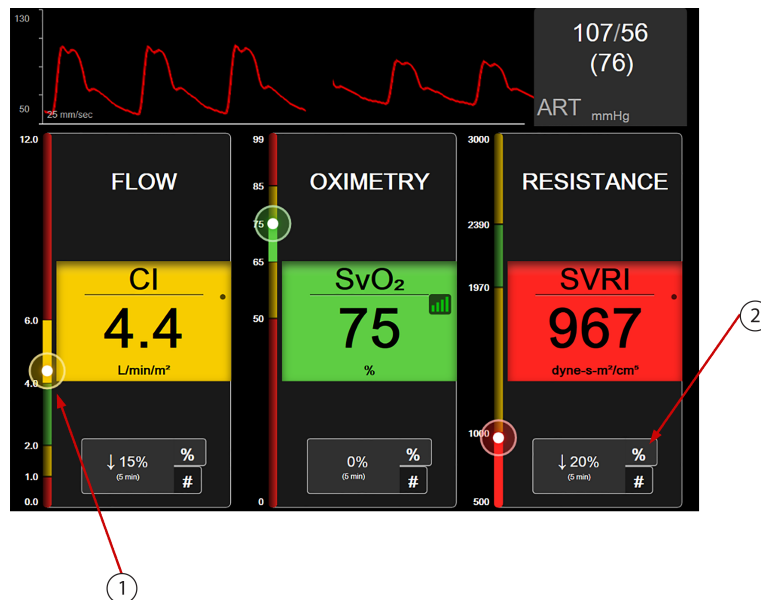 130
50
25 mm/sec
107/56
(76)
ART mmHg
12.0
6.0
4.0
2.0
1.0
0.0
FLOW
CI
4.4
L/min/m²
↓15%
(5 min)
%
#
99
85
75
65
50
0
OXIMETRY
SvO₂
75
%
0%
(5 min)
%
#
3000
2390
1970
1000
500
RESISTANCE
SVRI
967
dyne-s-m²/cm⁵
↓20%
(5 min)
%
#
1
2